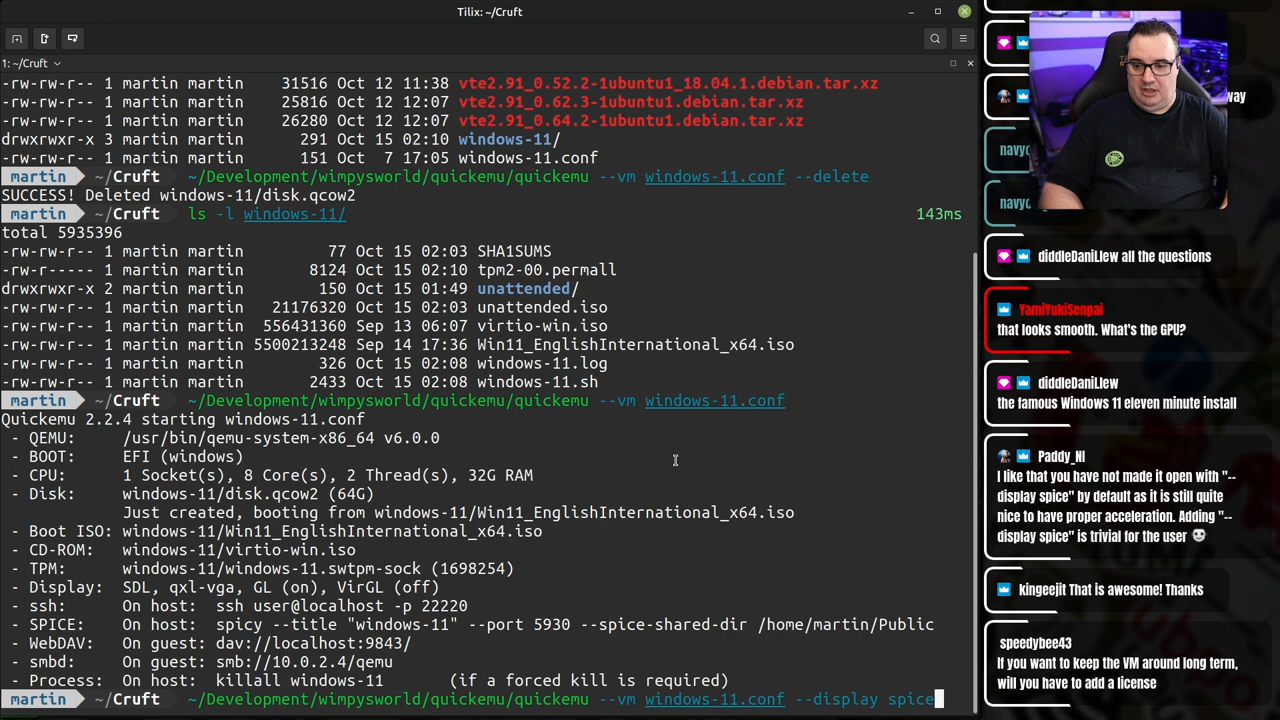 Tilix: ~/Cruft
1: ~/Cruft
-rw-rw-r-- 1 martin martin 31516 Oct 12 11:38 vte2.91_0.52.2-1ubuntu1_18.04.1.debian.tar.xz
-rw-rw-r-- 1 martin martin 25816 Oct 12 12:07 vte2.91_0.62.3-1ubuntu1.debian.tar.xz
-rw-rw-r-- 1 martin martin 26280 Oct 12 12:07 vte2.91_0.64.2-1ubuntu1.debian.tar.xz
drwxrwxr-x 3 martin martin 291 Oct 15 02:10 windows-11/
-rw-rw-r-- 1 martin martin 151 Oct 7 17:05 windows-11.conf
martin ~/Cruft ~/Development/wimpysworld/quickemu/quickemu --vm windows-11.conf --delete
SUCCESS! Deleted windows-11/disk.qcow2
martin ~/Cruft ls -l windows-11/ 143ms
total 5935396
-rw-rw-r-- 1 martin martin 77 Oct 15 02:03 SHA1SUMS
-rw-r----- 1 martin martin 8124 Oct 15 02:10 tpm2-00.permall
drwxrwxr-x 2 martin martin 150 Oct 15 01:49 unattended/
-rw-rw-r-- 1 martin martin 21176320 Oct 15 02:03 unattended.iso
-rw-rw-r-- 1 martin martin 556431360 Sep 13 06:07 virtio-win.iso
-rw-rw-r-- 1 martin martin 5500213248 Sep 14 17:36 Win11_EnglishInternational_x64.iso
-rw-rw-r-- 1 martin martin 326 Oct 15 02:08 windows-11.log
-rw-rw-r-- 1 martin martin 2433 Oct 15 02:08 windows-11.sh
martin ~/Cruft ~/Development/wimpysworld/quickemu/quickemu --vm windows-11.conf
Quickemu 2.2.4 starting windows-11.conf
- QEMU: /usr/bin/qemu-system-x86_64 v6.0.0
- BOOT: EFI (windows)
- CPU: 1 Socket(s), 8 Core(s), 2 Thread(s), 32G RAM
- Disk: windows-11/disk.qcow2 (64G)
Just created, booting from windows-11/Win11_EnglishInternational_x64.iso
- Boot ISO: windows-11/Win11_EnglishInternational_x64.iso
- CD-ROM: windows-11/virtio-win.iso
- TPM: windows-11/windows-11.swtpm-sock (1698254)
- Display: SDL, qxl-vga, GL (on), VirGL (off)
- ssh: On host: ssh user@localhost -p 22220
- SPICE: On host: spicy --title "windows-11" --port 5930 --spice-shared-dir /home/martin/Public
- WebDAV: On guest: dav://localhost:9843/
- smbd: On guest: smb://10.0.2.4/qemu
- Process: On host: killall windows-11 (if a forced kill is required)
martin ~/Cruft ~/Development/wimpysworld/quickemu/quickemu --vm windows-11.conf --display spice
way
diddleDaniLlew all the questions
YamiYukiSenpai
that looks smooth. What's the GPU?
diddleDaniLlew
the famous Windows 11 eleven minute install
Paddy_NI
I like that you have not made it open with "--
display spice" by default as it is still quite
nice to have proper acceleration. Adding "--
display spice" is trivial for the user
kingeejit That is awesome! Thanks
speedybee43
If you want to keep the VM around long term,
will you have to add a license